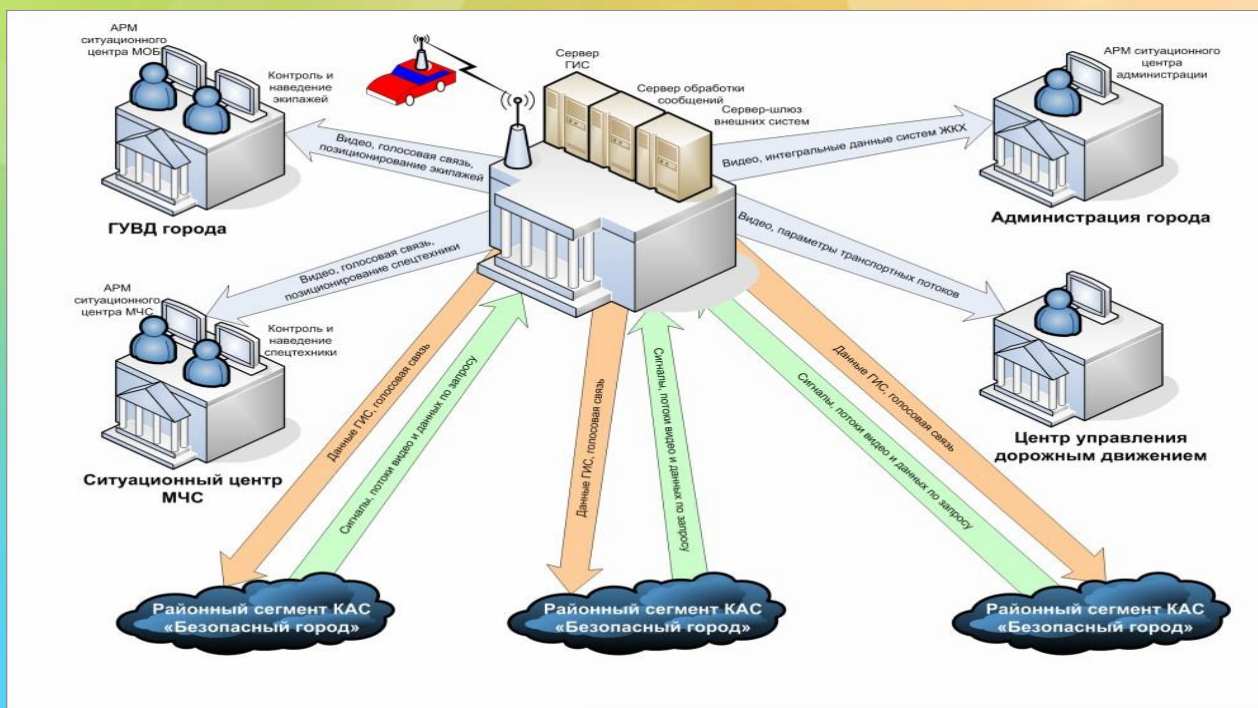 АРМ
ситуационного
центра МОБ
Контроль и
наведение
экипажей
ГУВД города
Сервер
ГИС
Сервер обработки
сообщений
Сервер-шлюз
внешних систем
АРМ ситуационного
центра
администрации
Администрация города
Видео, голосовая связь,
позиционирование экипажей
Видео, интегральные данные систем ЖКХ
Видео, голосовая связь,
позиционирование спецтехники
Видео, параметры транспортных потоков
АРМ
ситуационного
центра МЧС
Контроль и
наведение
спецтехники
Ситуационный центр
МЧС
Центр управления
дорожным движением
Данные ГИС, голосовая связь
Сигналы, потоки видео и данных по запросу
Данные ГИС, голосовая связь
Сигналы, потоки видео и данных по запросу
Сигналы, потоки видео и данных по запросу
Данные ГИС, голосовая связь
Районный сегмент КАС
«Безопасный город»
Районный сегмент КАС
«Безопасный город»
Районный сегмент КАС
«Безопасный город»